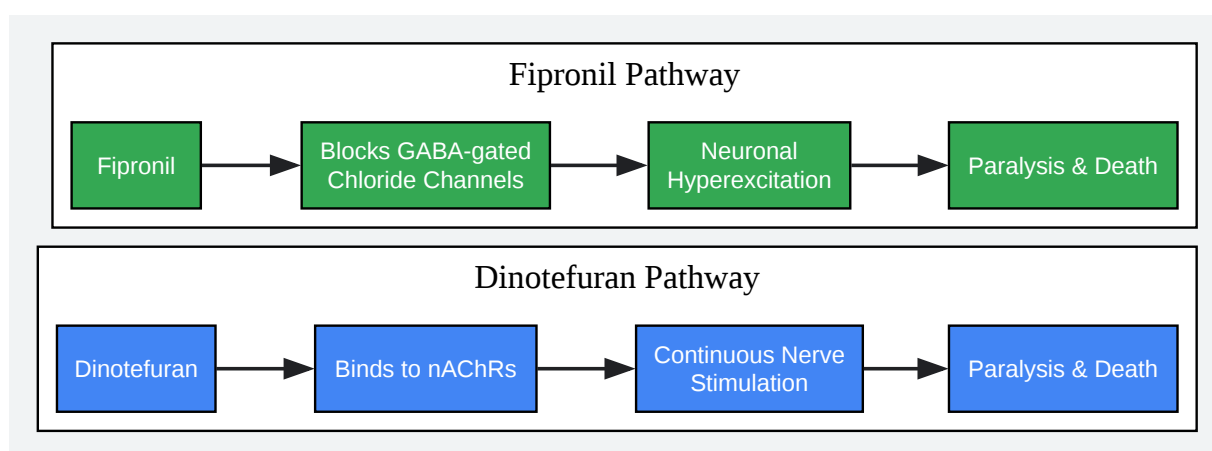 Fipronil Pathway
Fipronil
Blocks GABA-gated
Chloride Channels
Neuronal
Hyperexcitation
Paralysis & Death
Dinotefuran Pathway
Dinotefuran
Binds to nAChRs
Continuous Nerve
Stimulation
Paralysis & Death